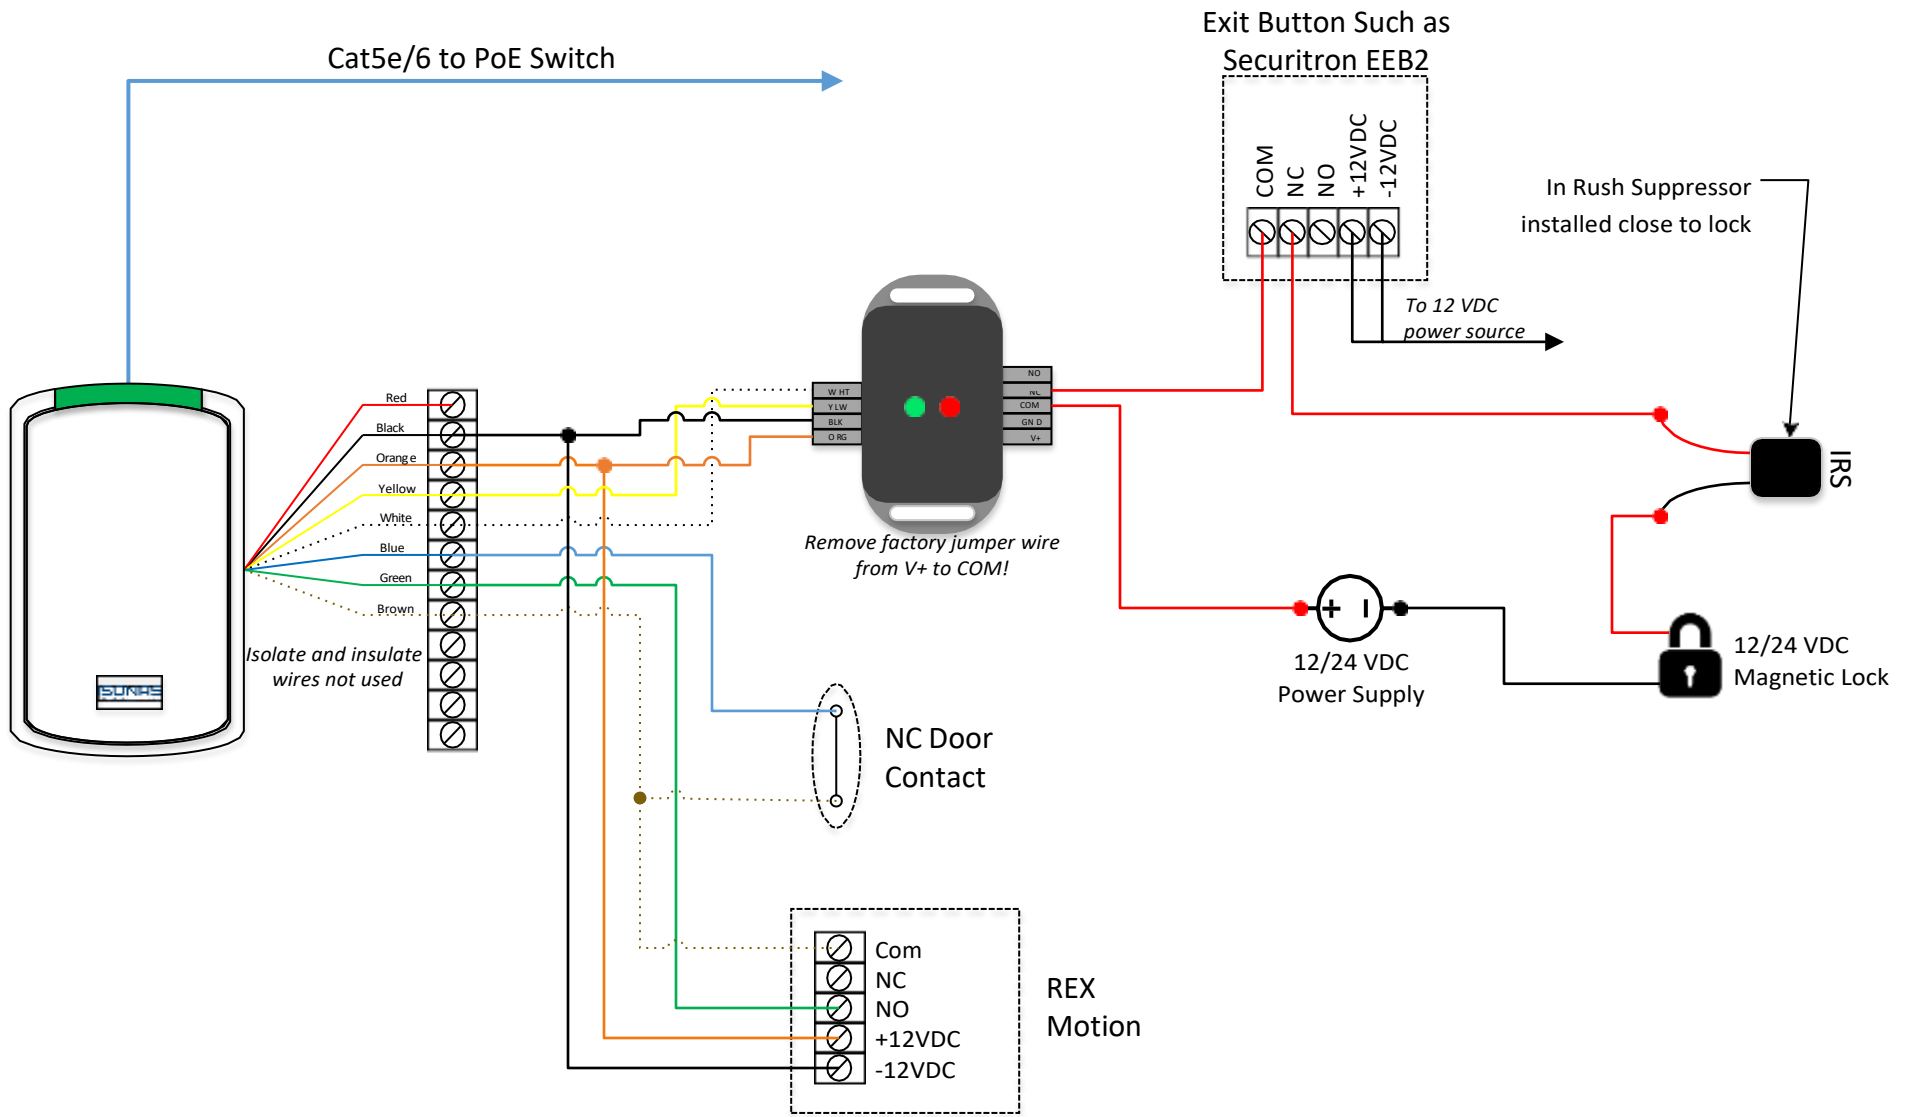 Cat5e/6 to PoE Switch
Exit Button Such as
Securitron EEB2
COM
NC
NO
+12VDC
-12VDC
To 12 VDC
power source
In Rush Suppressor
installed close to lock
IRS
Red
Black
Orange
Yellow
White
Blue
Green
Brown
Isolate and insulate
wires not used
W HT
YLW
BLK
O RG
NO
NC
COM
GN D
V+
Remove factory jumper wire
from V+ to COM!
12/24 VDC
Power Supply
12/24 VDC
Magnetic Lock
NC Door
Contact
Com
NC
NO
+12VDC
-12VDC
REX
Motion